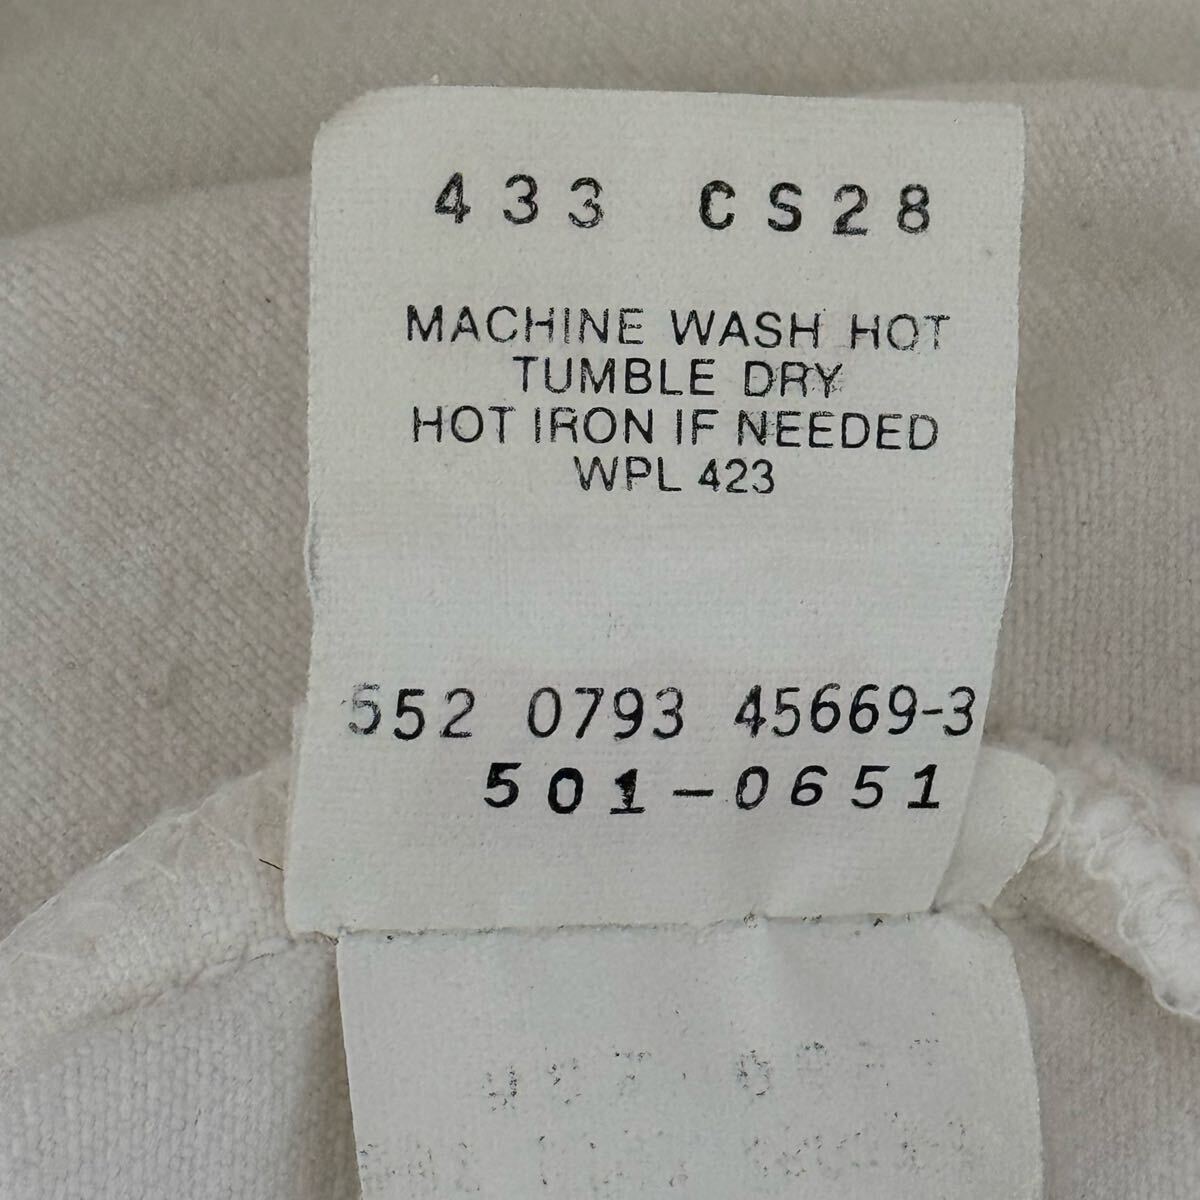 433 CS28
MACHINE WASH HOT
TUMBLE DRY
HOT IRON IF NEEDED
WPL 423
552 0793 45669-3
501-0651